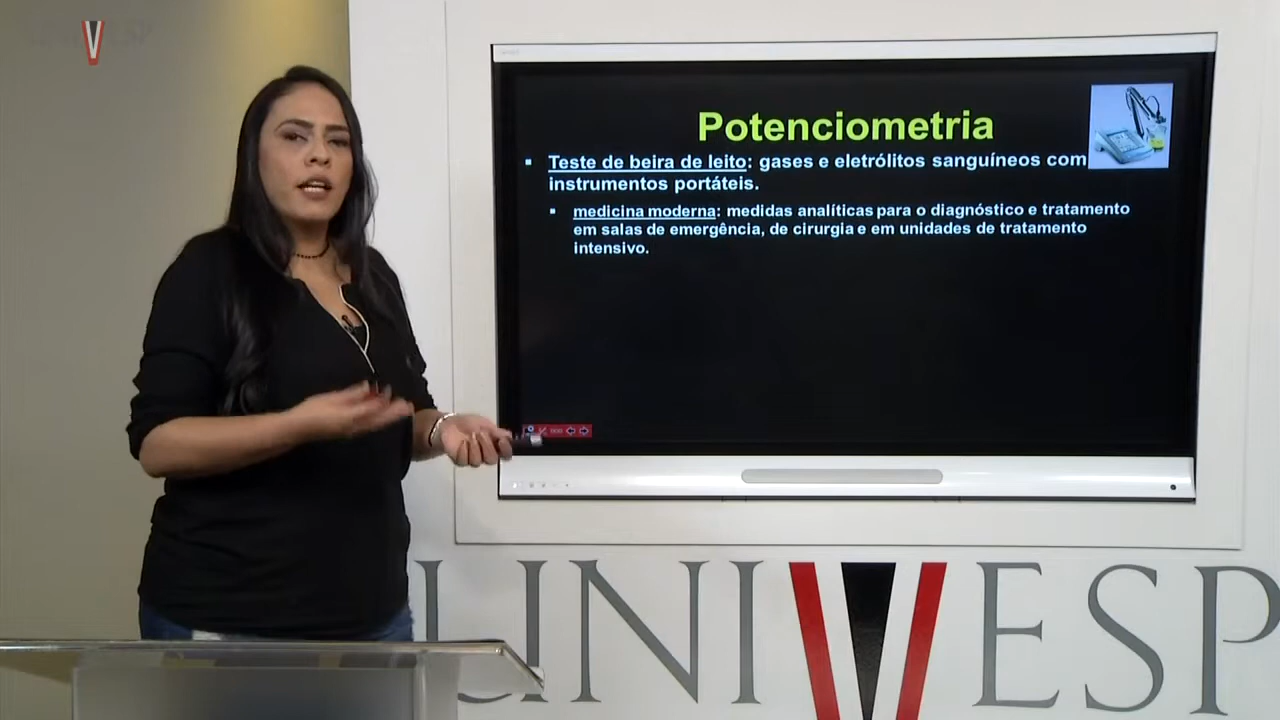 UNIVESP
Potenciometria
▪ Teste de beira de leito: gases e eletrólitos sanguíneos com
instrumentos portáteis.
▪ medicina moderna: medidas analíticas para o diagnóstico e tratamento
em salas de emergência, de cirurgia e em unidades de tratamento
intensivo.
UNIVESP